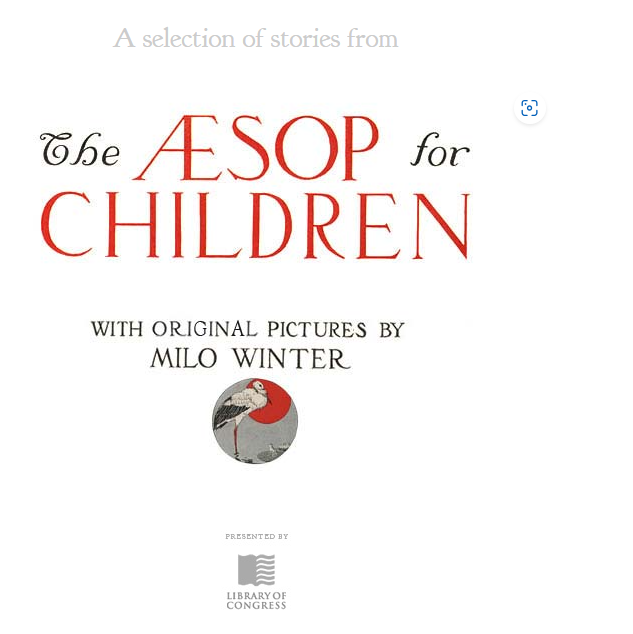 A selection of stories from
The ÆSOP for
CHILDREN
WITH ORIGINAL PICTURES BY
MILO WINTER
PRESENTED BY
LIBRARY OF
CONGRESS